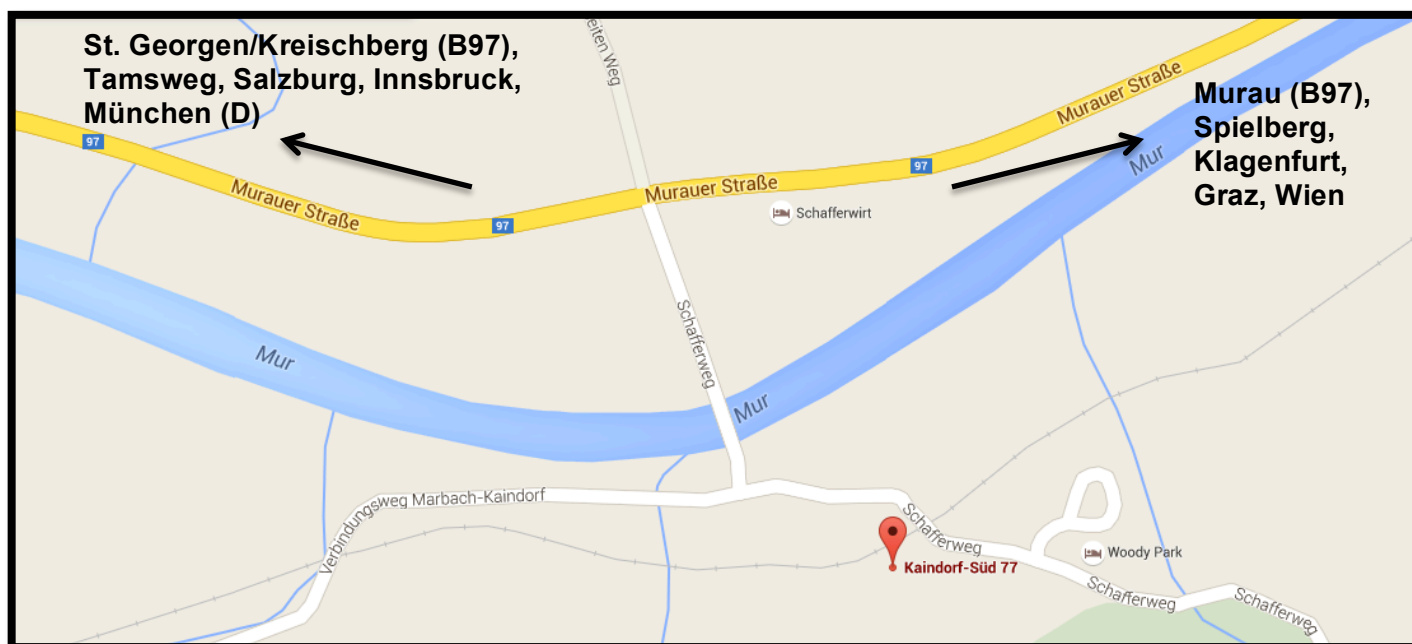 St. Georgen/Kreischberg (B97),
Tamsweg, Salzburg, Innsbruck,
München (D)
Murau (B97),
Spielberg,
Klagenfurt,
Graz, Wien
eiten Weg
Murauer Straße
97
97
Mur
Murauer Straße
97
Murauer Straße
Schafferwirt
Schafferweg
Mur
Mur
Verbindungsweg Marbach-Kaindorf
Schafferweg
Woody Park
Kaindorf-Süd 77
Schafferweg
Schafferweg